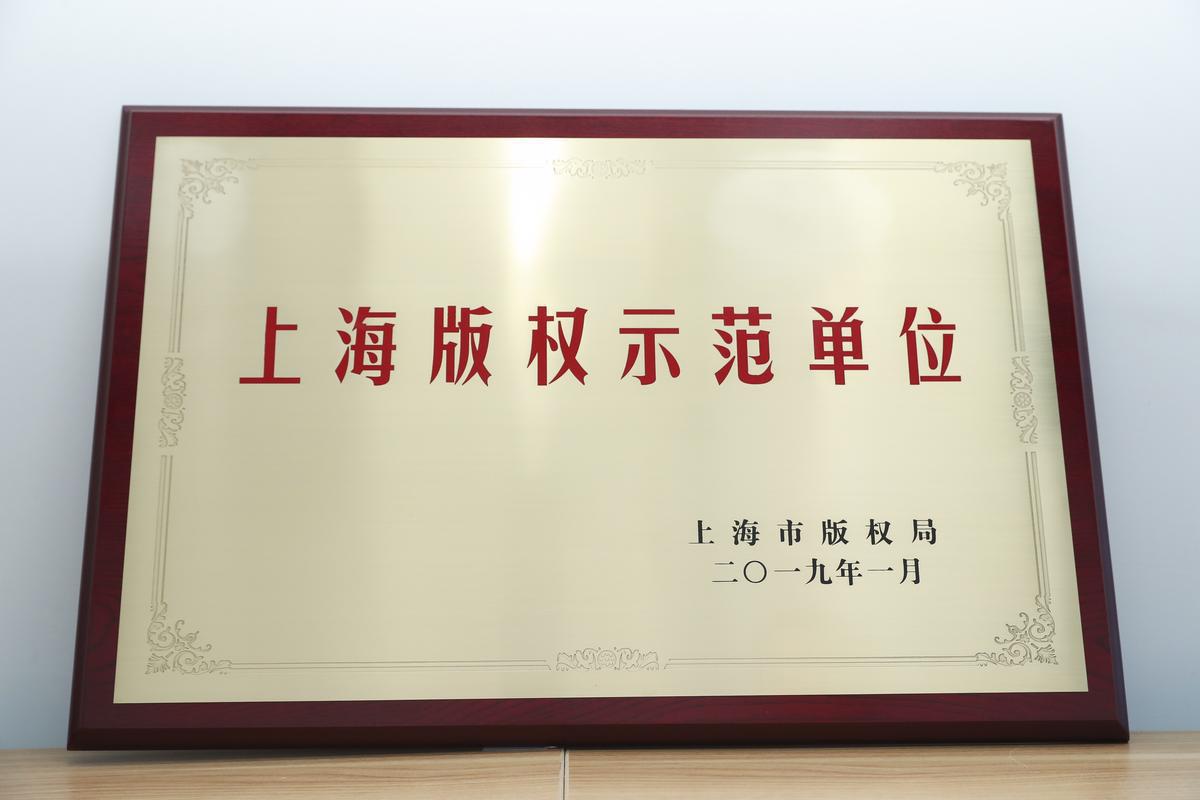 上海版权示范单位
上海市版权局
二〇一九年一月